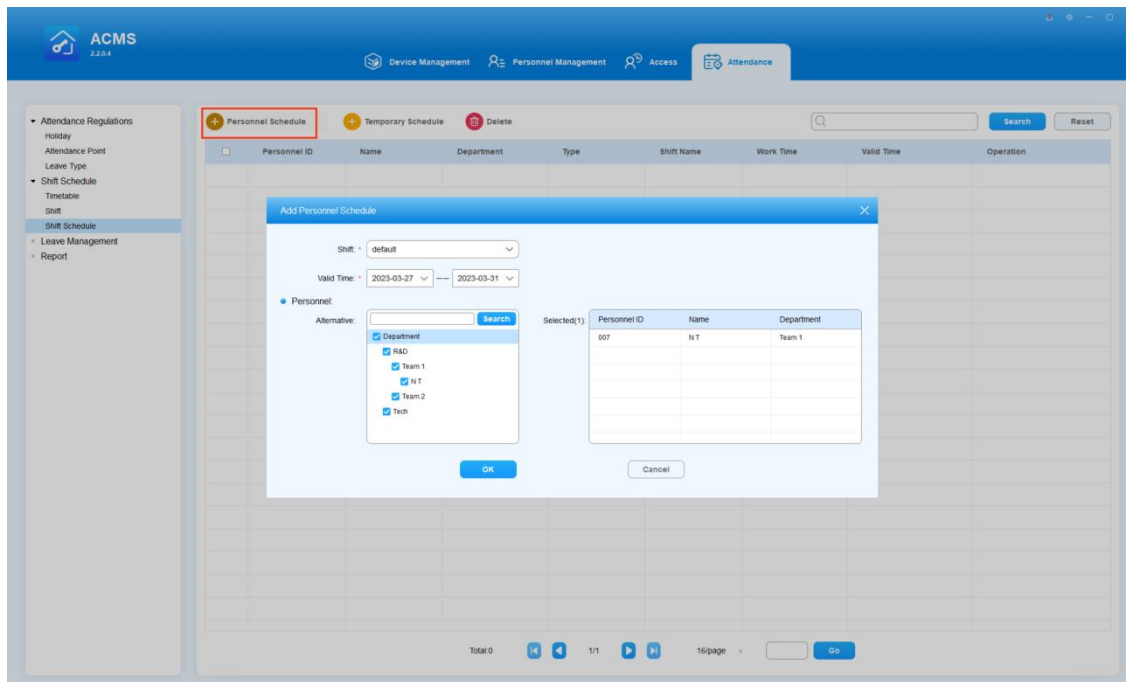 ACMS
2.2.0.4
Device Management
Personnel Management
Access
Attendance
Attendance Regulations
Holiday
Attendance Point
Leave Type
Shift Schedule
Timetable
Shift
Shift Schedule
Leave Management
Report
Personnel Schedule Temporary Schedule Delete Search Reset
Personnel ID Name Department Type Shift Name Work Time Valid Time Operation
Add Personnel Schedule
Shift: * default
Valid Time: * 2023-03-27 —— 2023-03-31
Personnel:
Alternative: Search
Department
R&D
Team 1
N T
Team 2
Tech
Selected(1): Personnel ID Name Department
007 N T Team 1
OK Cancel
Total:0 1/1 16/page Go